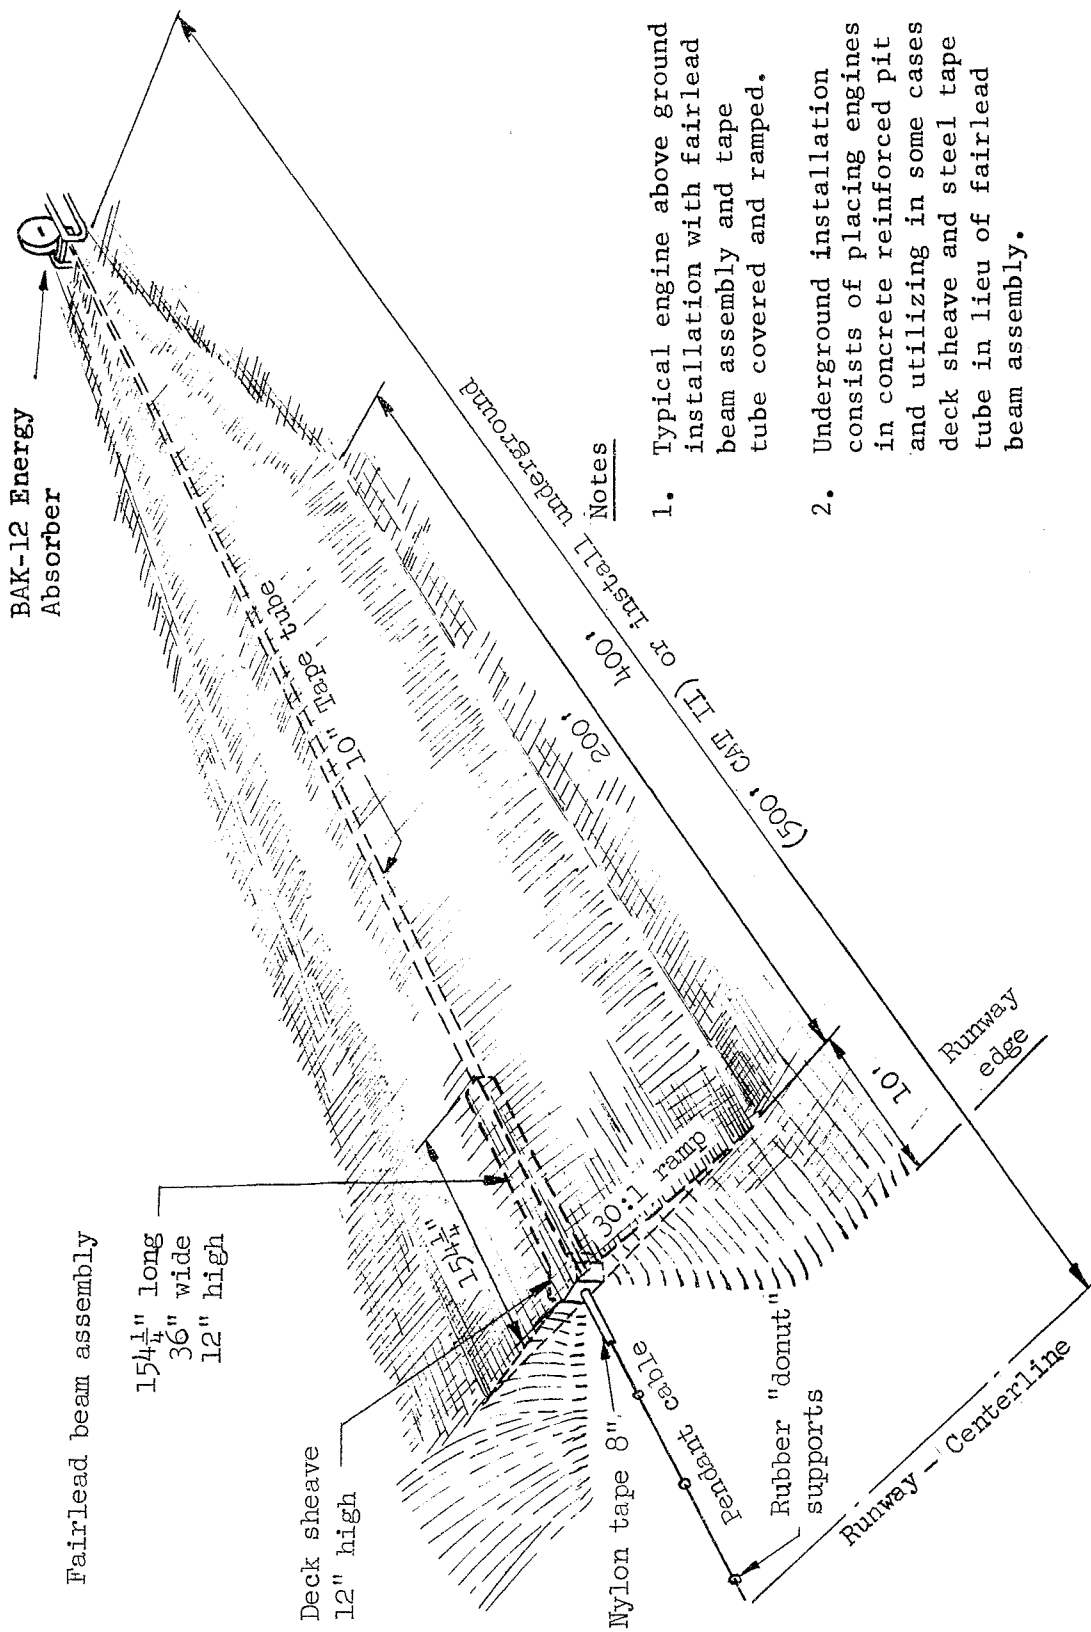 Fairlead beam assembly
154¼" long
36" wide
12" high
BAK-12 Energy
Absorber
Deck sheave
12" high
Nylon tape 8"
154¼"
10" Tape tube
30:1 ramp
Pendant cable
Rubber "donut"
supports
Runway - Centerline
10'
Runway
edge
200'
400'
(500' CAT II) or install underground
Notes
1. Typical engine above ground
installation with fairlead
beam assembly and tape
tube covered and ramped.
2. Underground installation
consists of placing engines
in concrete reinforced pit
and utilizing in some cases
deck sheave and steel tape
tube in lieu of fairlead
beam assembly.